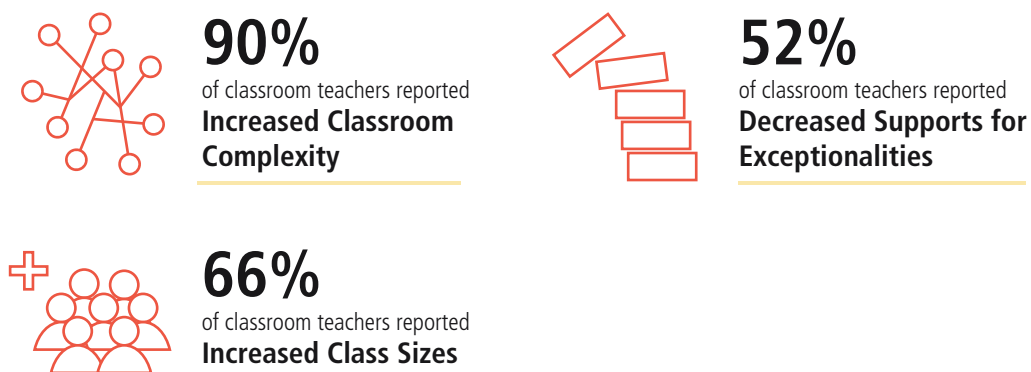 90%
of classroom teachers reported
Increased Classroom
Complexity
52%
of classroom teachers reported
Decreased Supports for
Exceptionalities
66%
of classroom teachers reported
Increased Class Sizes